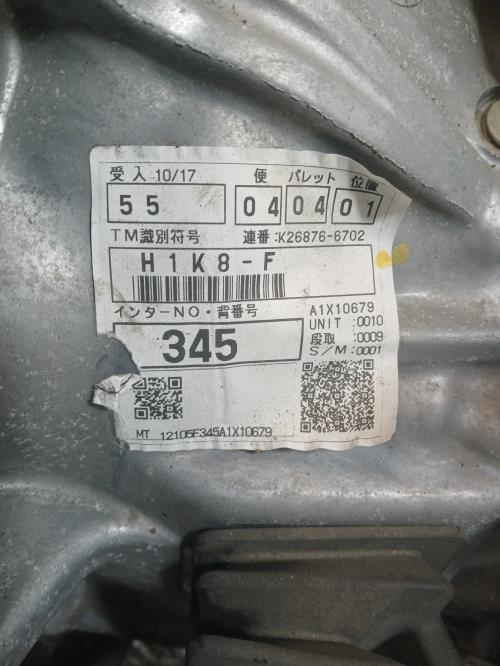 受入 10/17 便 パレット 位置
55 04 04 01
TM識別符号 連番:K26876-6702
H1K8-F
インターNO・背番号 A1X10679
UNIT :0010
345 段取 :0009
S/M:0001
MT 12105F345A1X10679